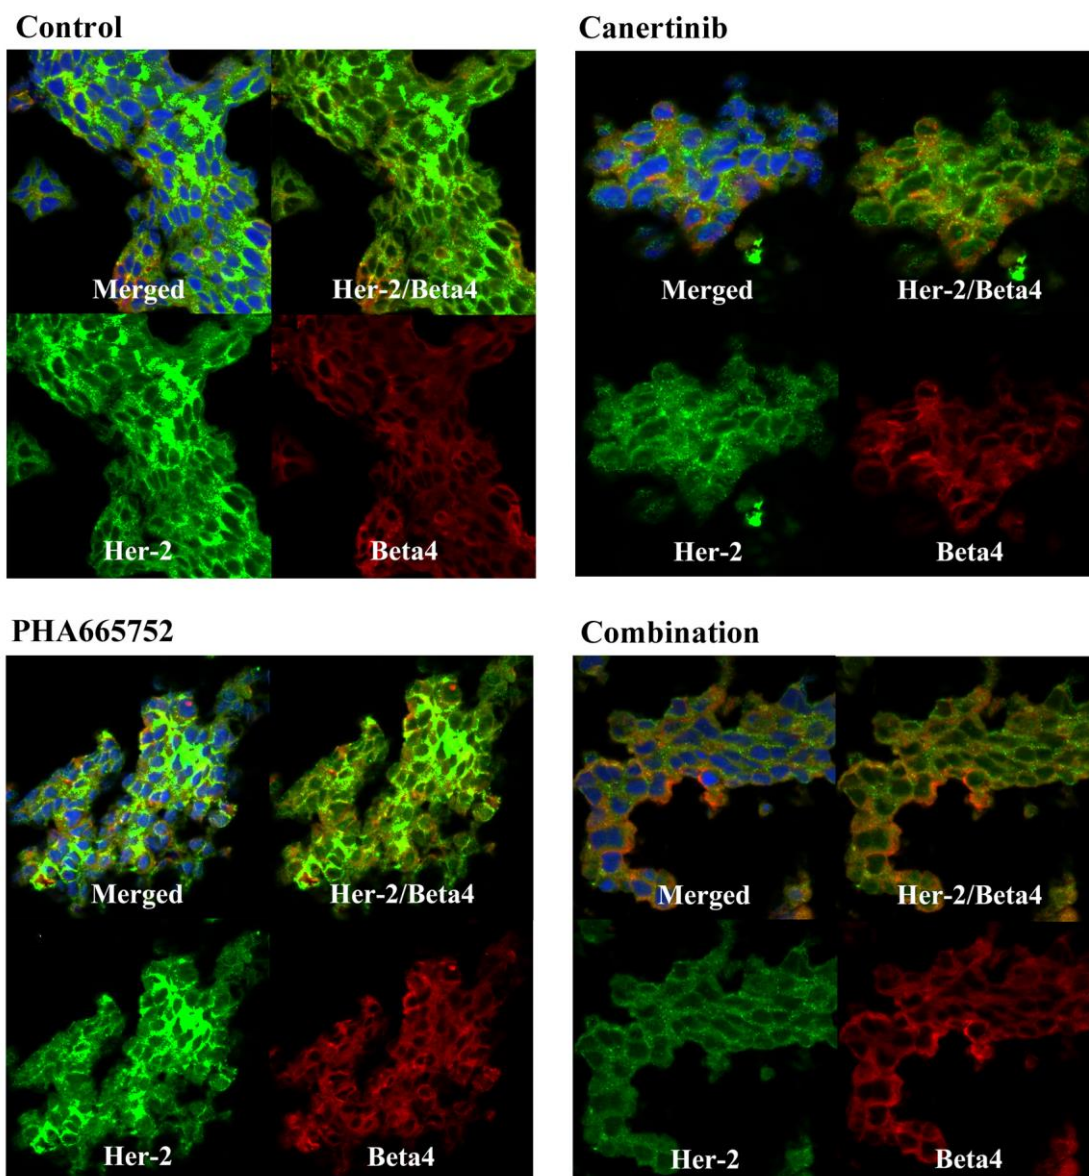 Control
Merged
Her-2/Beta4
Her-2
Beta4
Canertinib
Merged
Her-2/Beta4
Her-2
Beta4
PHA665752
Merged
Her-2/Beta4
Her-2
Beta4
Combination
Merged
Her-2/Beta4
Her-2
Beta4